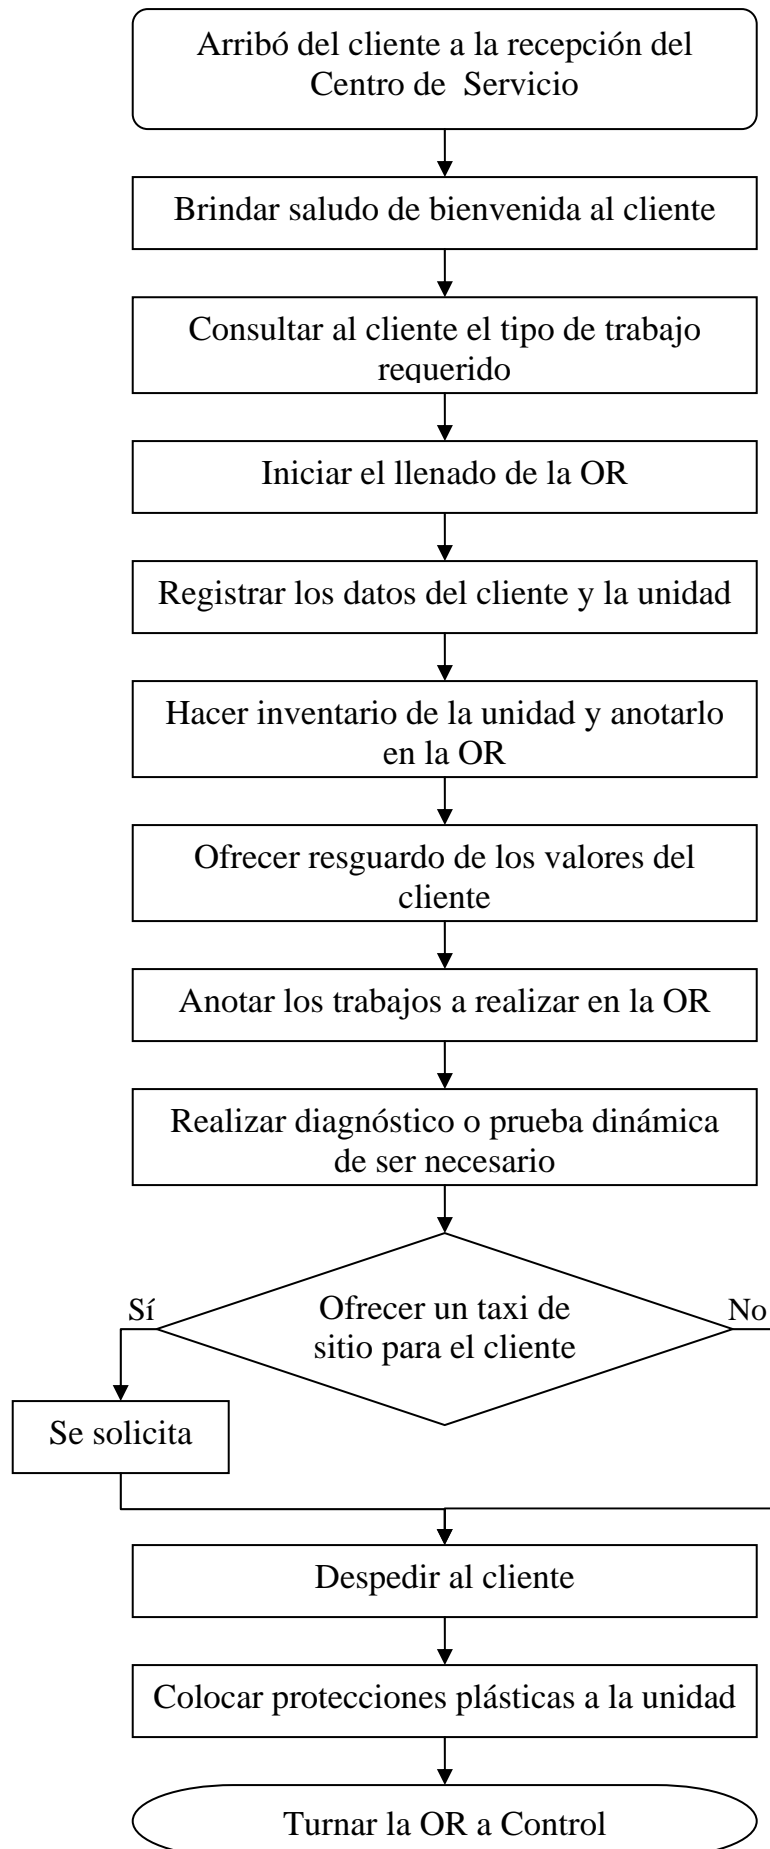 Arribó del cliente a la recepción del
Centro de  Servicio
Brindar saludo de bienvenida al cliente
Consultar al cliente el tipo de trabajo
requerido
Iniciar el llenado de la OR
Registrar los datos del cliente y la unidad
Hacer inventario de la unidad y anotarlo
en la OR
Ofrecer resguardo de los valores del
cliente
Anotar los trabajos a realizar en la OR
Realizar diagnóstico o prueba dinámica
de ser necesario
Sí
Ofrecer un taxi de
sitio para el cliente
No
Se solicita
Despedir al cliente
Colocar protecciones plásticas a la unidad
Turnar la OR a Control